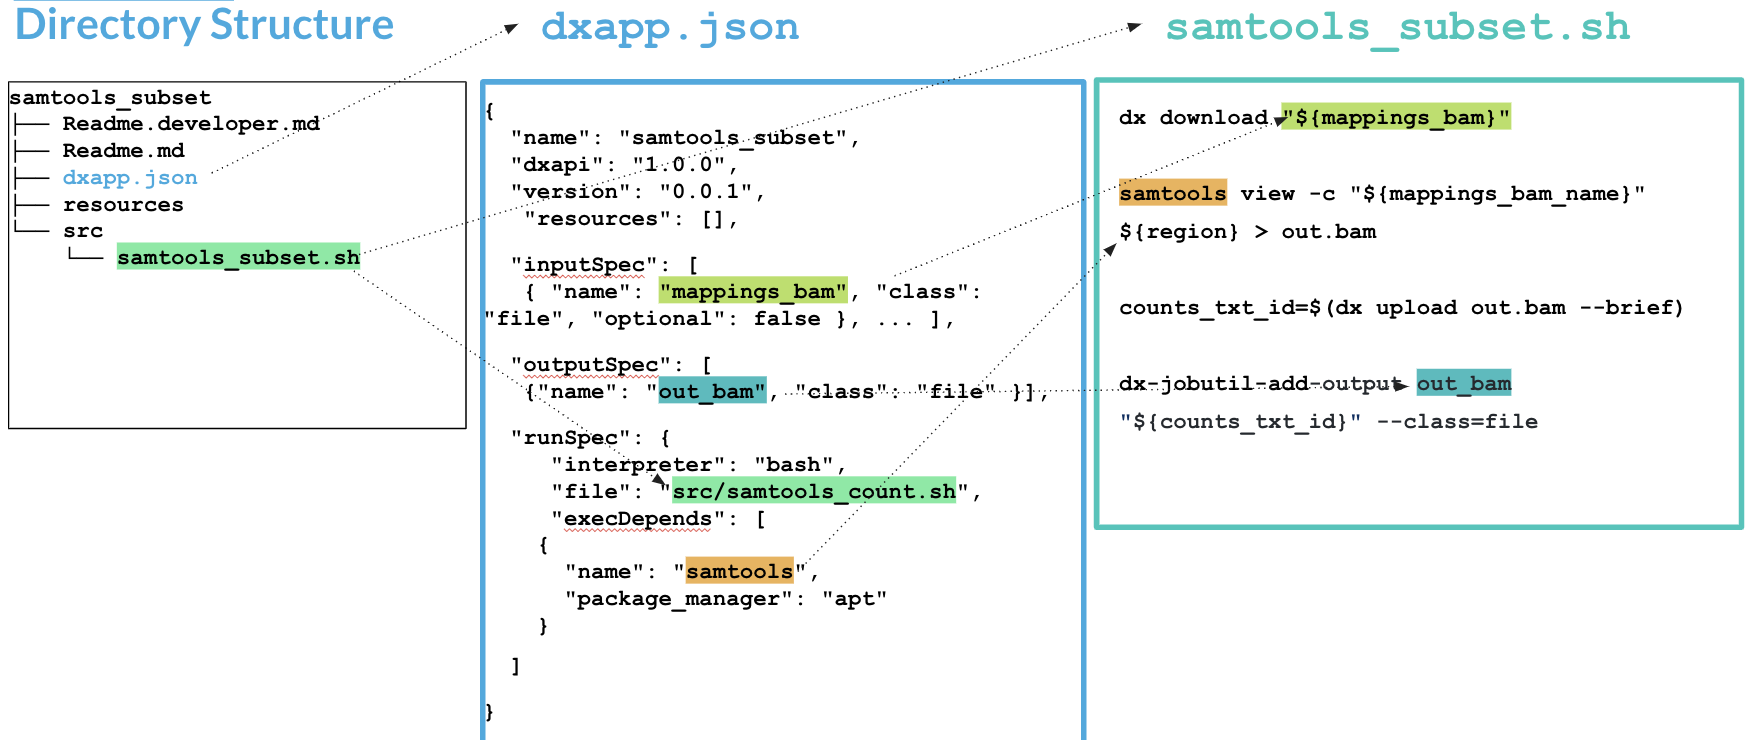 Directory Structure
samtools_subset
├── Readme.developer.md
├── Readme.md
├── dxapp.json
├── resources
└── src
    └── samtools_subset.sh
dxapp.json
{
  "name": "samtools_subset",
  "dxapi": "1.0.0",
  "version": "0.0.1",
   "resources": [],
  "inputSpec": [
   { "name": "mappings_bam", "class":
"file", "optional": false }, ... ],
  "outputSpec": [
   {"name": "out_bam", "class": "file" }],
  "runSpec": {
     "interpreter": "bash",
     "file": "src/samtools_count.sh",
     "execDepends": [
    {
      "name": "samtools",
      "package_manager": "apt"
    }
  ]
}
samtools_subset.sh
dx download "${mappings_bam}"
samtools view -c "${mappings_bam_name}"
${region} > out.bam
counts_txt_id=$(dx upload out.bam --brief)
dx-jobutil-add-output out_bam
"${counts_txt_id}" --class=file